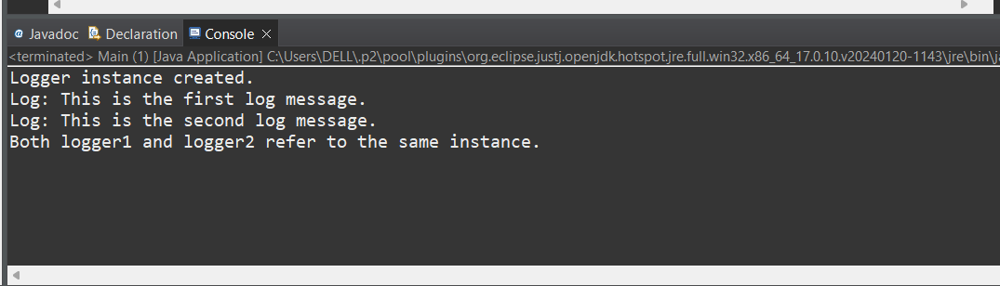 @ Javadoc Declaration Console
<terminated> Main (1) [Java Application] C:\Users\DELL\.p2\pool\plugins\org.eclipse.justj.openjdk.hotspot.jre.full.win32.x86_64_17.0.10.v20240120-1143\jre\bin\ja
Logger instance created.
Log: This is the first log message.
Log: This is the second log message.
Both logger1 and logger2 refer to the same instance.